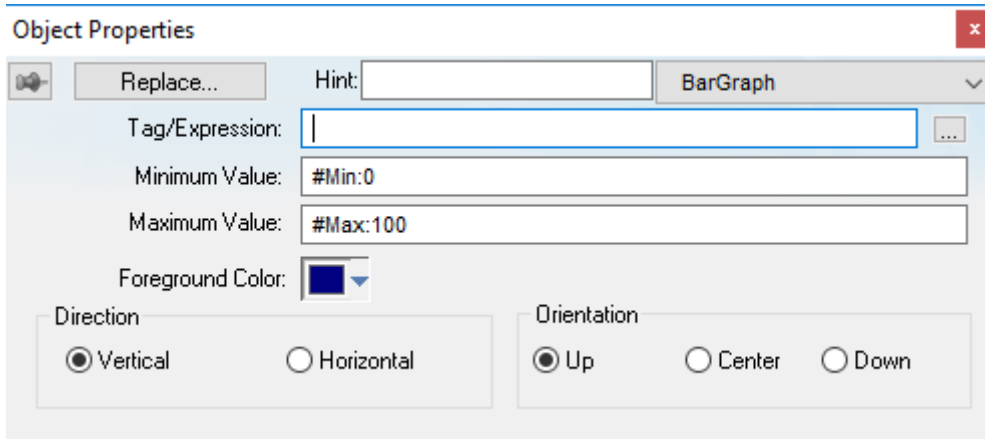 Object Properties
x
Replace... Hint: BarGraph
Tag/Expression: ...
Minimum Value: #Min:0
Maximum Value: #Max:100
Foreground Color:
Direction Orientation
Vertical Horizontal Up Center Down